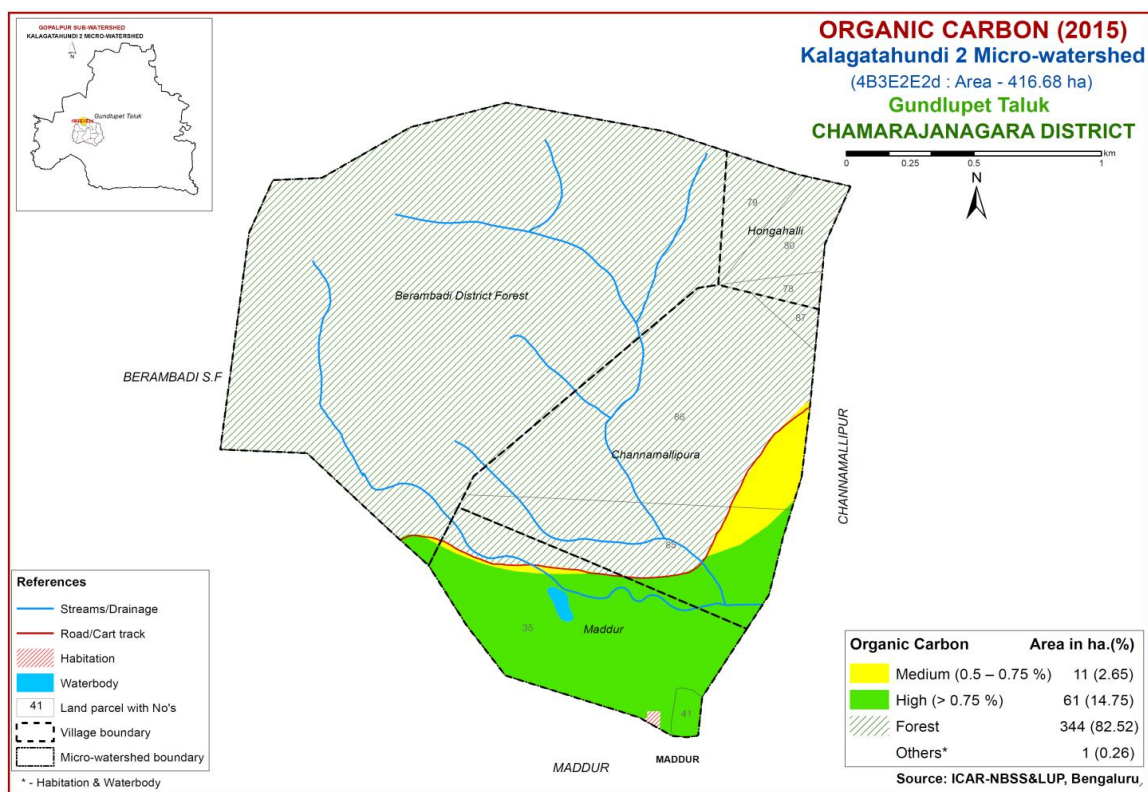 GOPALPUR SUB-WATERSHED
KALAGATAHUNDI 2 MICRO-WATERSHED
N
Gundlupet Taluk
ORGANIC CARBON (2015)
Kalagatahundi 2 Micro-watershed
(4B3E2E2d : Area - 416.68 ha)
Gundlupet Taluk
CHAMARAJANAGARA DISTRICT
km
0 0.25 0.5 1
N
79
Hongahalli
80
78
87
Berambadi District Forest
BERAMBADI S.F
86
Channamallipura
CHANNAMALLIPUR
85
35
Maddur
41
MADDUR
MADDUR
References
Streams/Drainage
Road/Cart track
Habitation
Waterbody
41 Land parcel with No's
Village boundary
Micro-watershed boundary
* - Habitation & Waterbody
Organic Carbon Area in ha.(%)
Medium (0.5 – 0.75 %) 11 (2.65)
High (> 0.75 %) 61 (14.75)
Forest 344 (82.52)
Others* 1 (0.26)
Source: ICAR-NBSS&LUP, Bengaluru